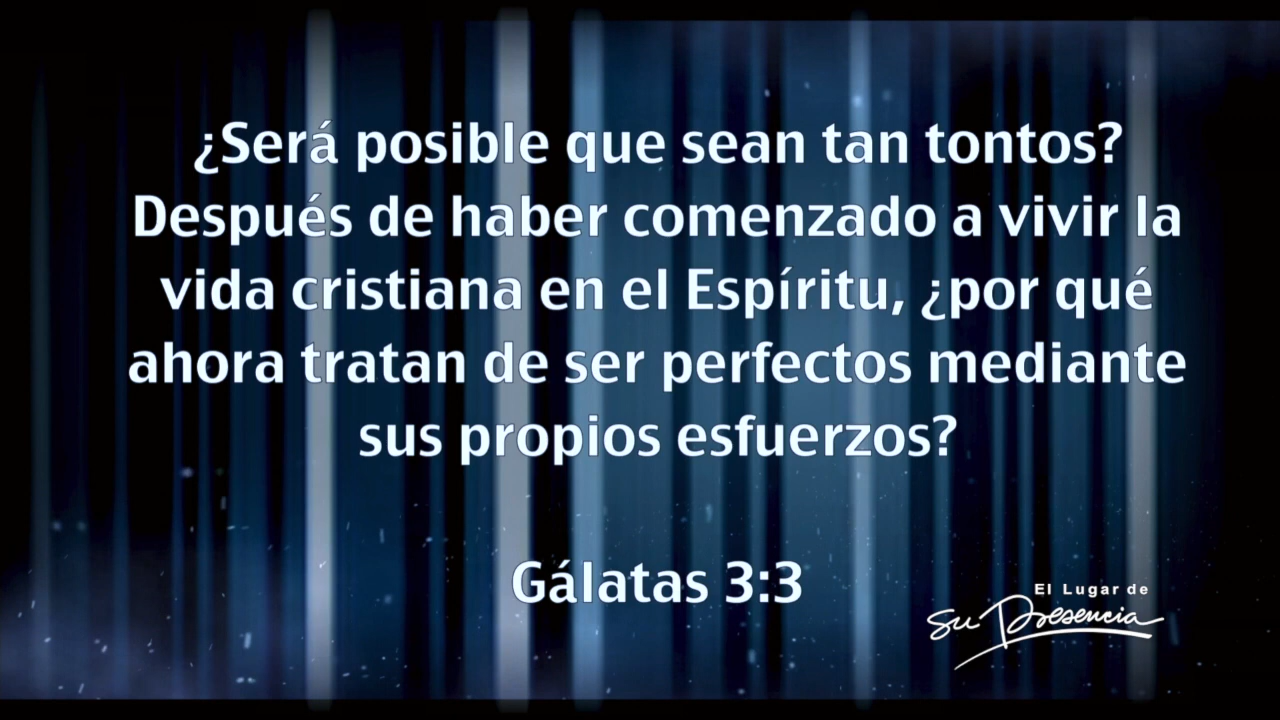 ¿Será posible que sean tan tontos?
Después de haber comenzado a vivir la
vida cristiana en el Espíritu, ¿por qué
ahora tratan de ser perfectos mediante
sus propios esfuerzos?
Gálatas 3:3
El Lugar de
Su Presencia